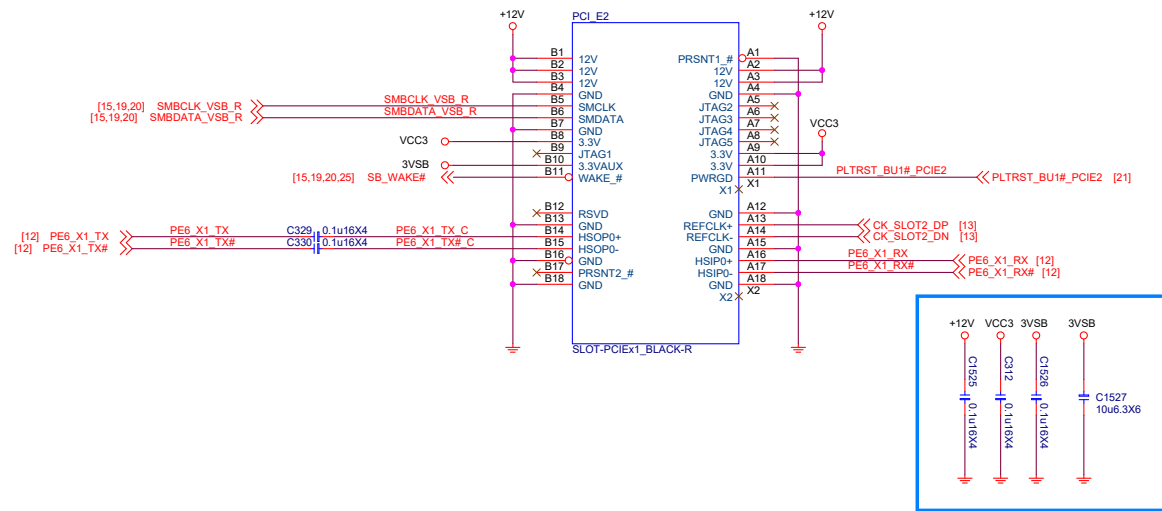 +12V
PCI_E2
+12V
B1 12V PRSNT1_# A1
B2 12V 12V A2
B3 12V 12V A3
B4 GND GND A4
[15,19,20] SMBCLK_VSB_R SMBCLK_VSB_R B5 SMCLK JTAG2 A5
[15,19,20] SMBDATA_VSB_R SMBDATA_VSB_R B6 SMDATA JTAG3 A6
B7 GND JTAG4 A7
VCC3 B8 3.3V JTAG5 A8 VCC3
B9 JTAG1 3.3V A9
3VSB B10 3.3VAUX 3.3V A10
[15,19,20,25] SB_WAKE# B11 WAKE_# PWRGD A11 PLTRST_BU1#_PCIE2 PLTRST_BU1#_PCIE2 [21]
X1 X1
B12 RSVD GND A12
B13 GND REFCLK+ A13 CK_SLOT2_DP [13]
[12] PE6_X1_TX PE6_X1_TX C329 0.1u16X4 PE6_X1_TX_C B14 HSOP0+ REFCLK- A14 CK_SLOT2_DN [13]
[12] PE6_X1_TX# PE6_X1_TX# C330 0.1u16X4 PE6_X1_TX#_C B15 HSOP0- GND A15
B16 GND HSIP0+ A16 PE6_X1_RX PE6_X1_RX [12]
B17 PRSNT2_# HSIP0- A17 PE6_X1_RX# PE6_X1_RX# [12]
B18 GND GND A18
X2 X2
SLOT-PCIEx1_BLACK-R
+12V VCC3 3VSB 3VSB
C1525 0.1u16X4
C312 0.1u16X4
C1526 0.1u16X4
C1527
10u6.3X6